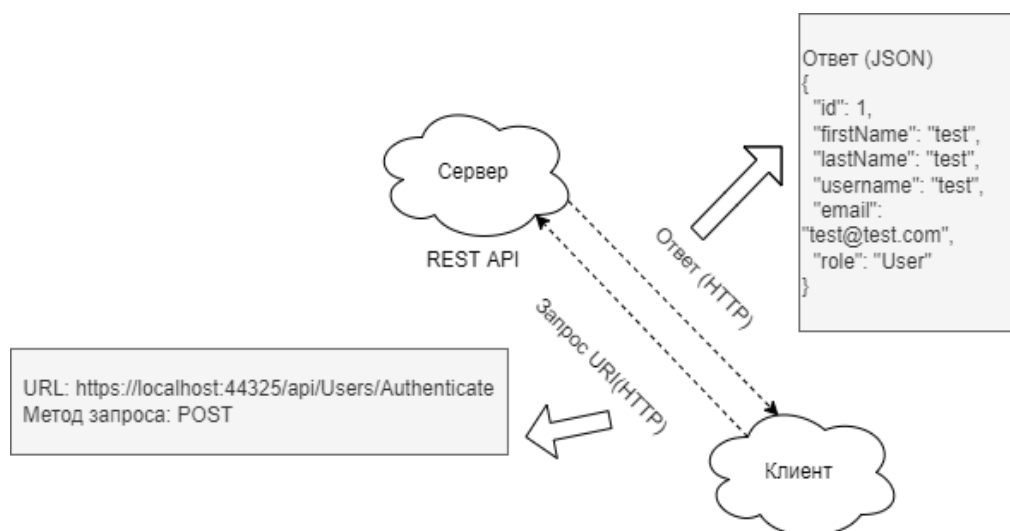 Ответ (JSON)
{
"id": 1,
"firstName": "test",
"lastName": "test",
"username": "test",
"email":
"test@test.com",
"role": "User"
}
Сервер
REST API
Ответ (HTTP)
Запрос URI(HTTP)
URL: https://localhost:44325/api/Users/Authenticate
Метод запроса: POST
Клиент